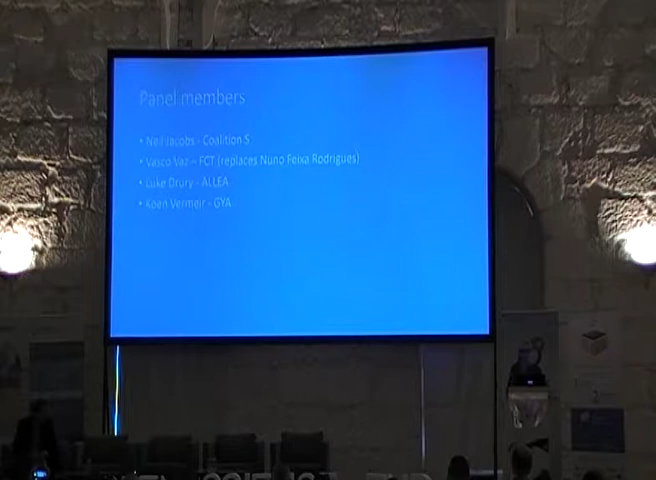 Panel members
• Neil Jacobs - Coalition S
• Vasco Vaz – FCT (replaces Nuno Feixa Rodrigues)
• Luke Drury - ALLEA
• Koen Vermeir - GYA